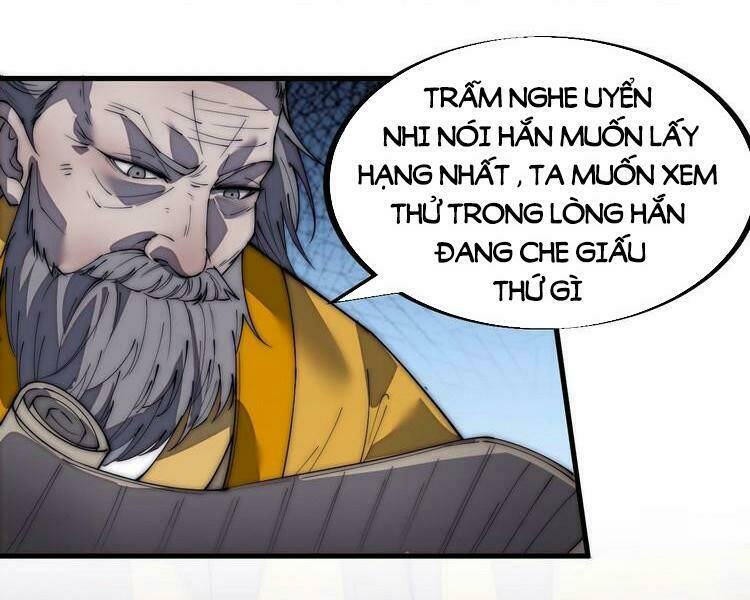 TRẪM NGHE UYỂN
NHI NÓI HẮN MUỐN LẤY
HẠNG NHẤT , TA MUỐN XEM
THỬ TRONG LÒNG HẮN
ĐANG CHE GIẤU
THỨ GÌ